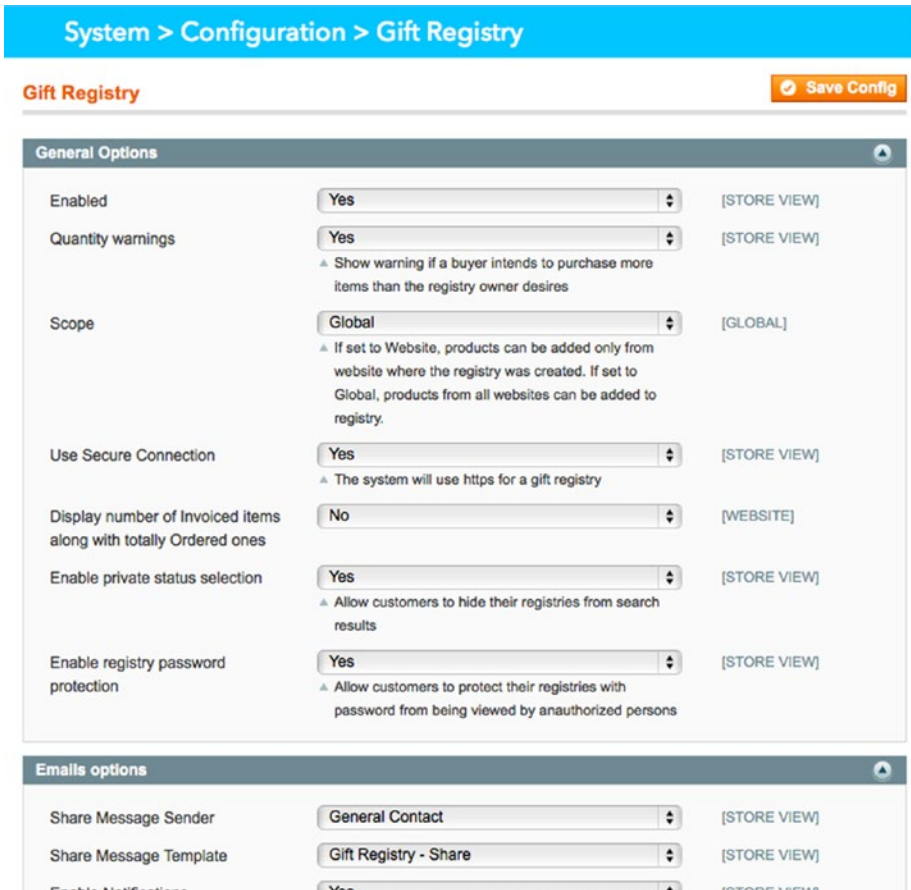 System > Configuration > Gift Registry
Gift Registry
Save Config
General Options
Enabled Yes [STORE VIEW]
Quantity warnings Yes [STORE VIEW]
Show warning if a buyer intends to purchase more
items than the registry owner desires
Scope Global [GLOBAL]
If set to Website, products can be added only from
website where the registry was created. If set to
Global, products from all websites can be added to
registry.
Use Secure Connection Yes [STORE VIEW]
The system will use https for a gift registry
Display number of Invoiced items No [WEBSITE]
along with totally Ordered ones
Enable private status selection Yes [STORE VIEW]
Allow customers to hide their registries from search
results
Enable registry password Yes [STORE VIEW]
protection
Allow customers to protect their registries with
password from being viewed by anauthorized persons
Emails options
Share Message Sender General Contact [STORE VIEW]
Share Message Template Gift Registry - Share [STORE VIEW]
Enable Notifications Yes [STORE VIEW]